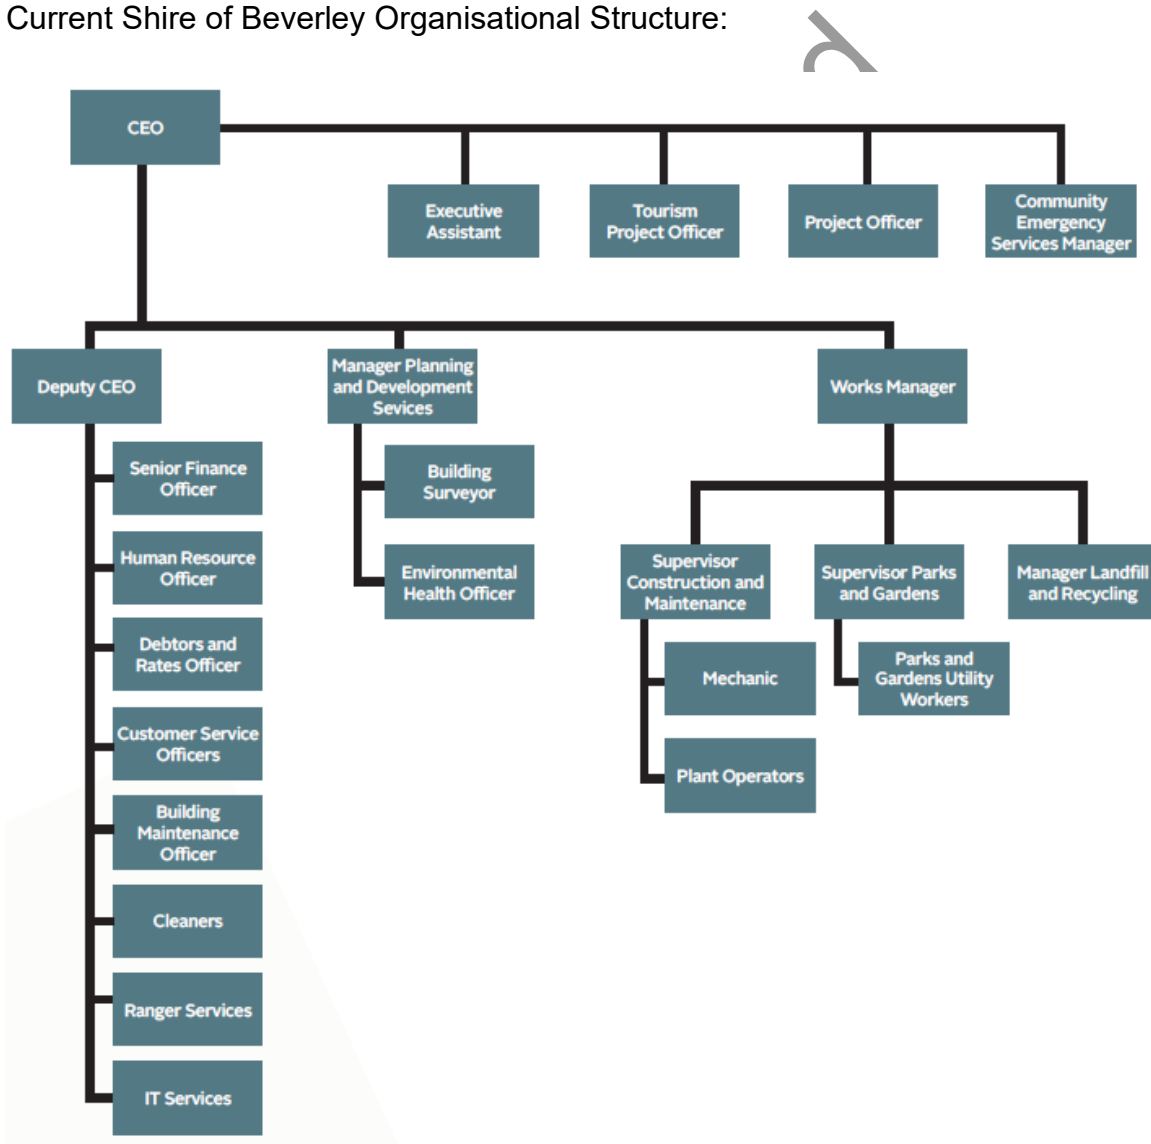 Current Shire of Beverley Organisational Structure:
CEO
Executive
Assistant
Tourism
Project Officer
Project Officer
Community
Emergency
Services Manager
Deputy CEO
Manager Planning
and Development
Sevices
Works Manager
Senior Finance
Officer
Human Resource
Officer
Debtors and
Rates Officer
Customer Service
Officers
Building
Maintenance
Officer
Cleaners
Ranger Services
IT Services
Building
Surveyor
Environmental
Health Officer
Supervisor
Construction and
Maintenance
Mechanic
Plant Operators
Supervisor Parks
and Gardens
Parks and
Gardens Utility
Workers
Manager Landfill
and Recycling